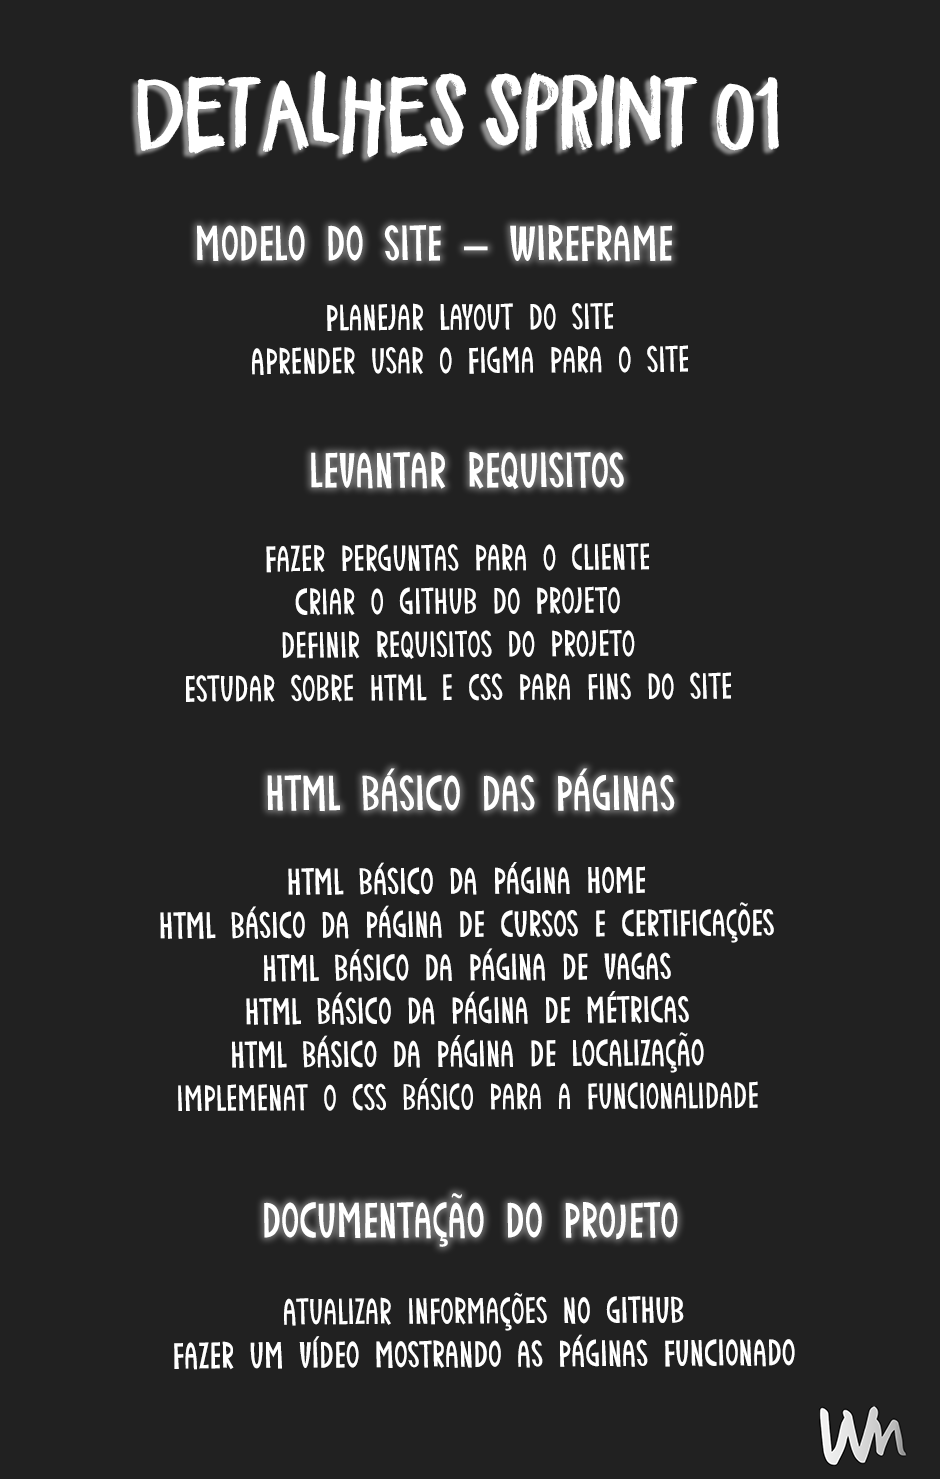 DETALHES SPRINT 01
MODELO DO SITE – WIREFRAME
PLANEJAR LAYOUT DO SITE
APRENDER USAR O FIGMA PARA O SITE
LEVANTAR REQUISITOS
FAZER PERGUNTAS PARA O CLIENTE
CRIAR O GITHUB DO PROJETO
DEFINIR REQUISITOS DO PROJETO
ESTUDAR SOBRE HTML E CSS PARA FINS DO SITE
HTML BÁSICO DAS PÁGINAS
HTML BÁSICO DA PÁGINA HOME
HTML BÁSICO DA PÁGINA DE CURSOS E CERTIFICAÇÕES
HTML BÁSICO DA PÁGINA DE VAGAS
HTML BÁSICO DA PÁGINA DE MÉTRICAS
HTML BÁSICO DA PÁGINA DE LOCALIZAÇÃO
IMPLEMENAT O CSS BÁSICO PARA A FUNCIONALIDADE
DOCUMENTAÇÃO DO PROJETO
ATUALIZAR INFORMAÇÕES NO GITHUB
FAZER UM VÍDEO MOSTRANDO AS PÁGINAS FUNCIONADO